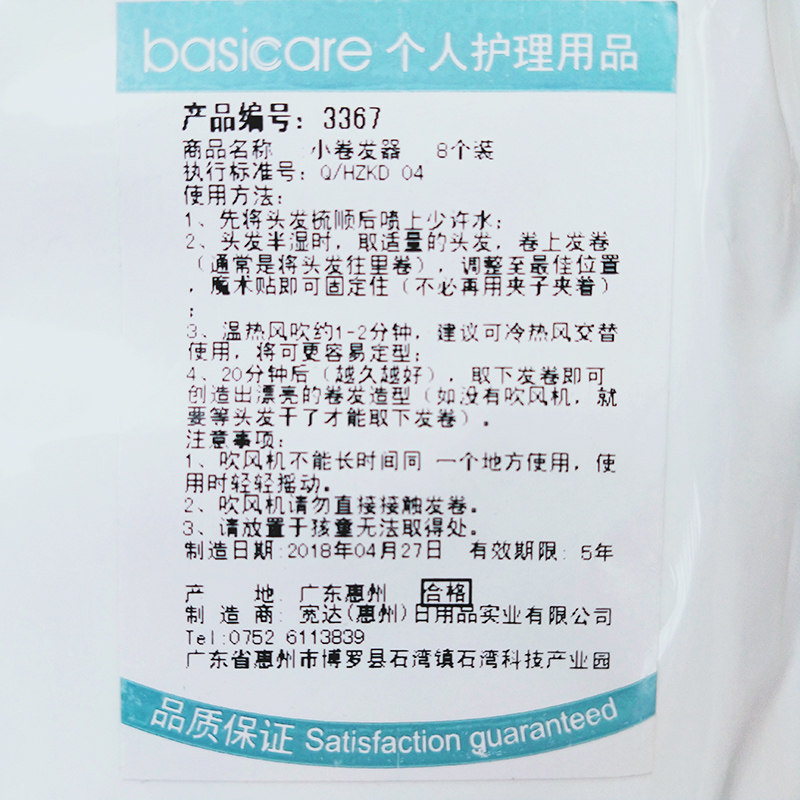 basiccare 个人护理用品
产品编号：3367
商品名称 ：小卷发器 8个装
执行标准号：Q/HZKD 04
使用方法：
1、先将头发梳顺后喷上少许水；
2、头发半湿时，取适量的头发，卷上发卷
（通常是将头发往里卷），调整至最佳位置
，魔术贴即可固定住（不必再用夹子夹着）
；
3、温热风吹约1-2分钟，建议可冷热风交替
使用，将可更容易定型；
4、20分钟后（越久越好），取下发卷即可
创造出漂亮的卷发造型（如没有吹风机，就
要等头发干了才能取下发卷）。
注意事项：
1、吹风机不能长时间同 一个地方使用，使
用时轻轻摇动。
2、吹风机请勿直接接触发卷。
3、请放置于孩童无法取得处。
制造日期：2018年04月27日 有效期限：5年
产 地：广东惠州 合格
制 造 商：宽达(惠州)日用品实业有限公司
Tel:0752 6113839
广东省惠州市博罗县石湾镇石湾科技产业园
品质保证 Satisfaction guaranteed